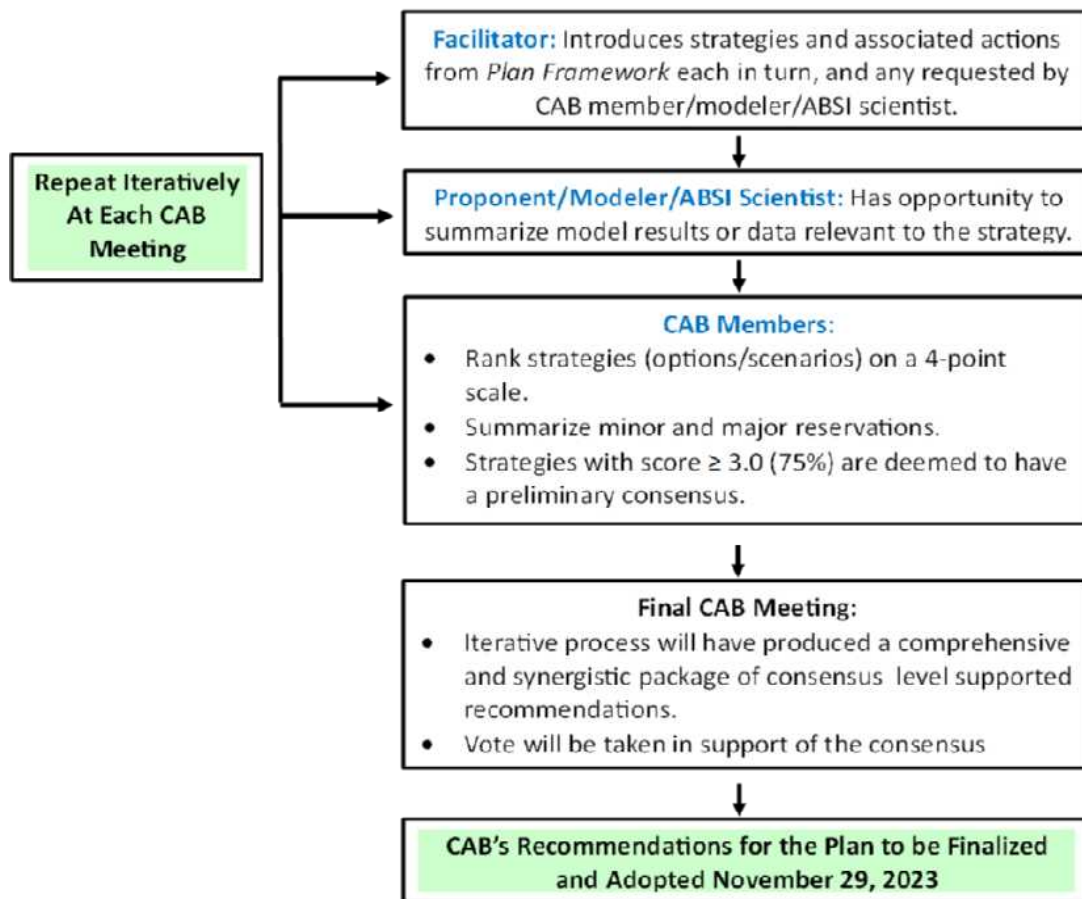 Facilitator: Introduces strategies and associated actions
from Plan Framework each in turn, and any requested by
CAB member/modeler/ABSI scientist.
Repeat Iteratively
At Each CAB
Meeting
Proponent/Modeler/ABSI Scientist: Has opportunity to
summarize model results or data relevant to the strategy.
CAB Members:
• Rank strategies (options/scenarios) on a 4-point
scale.
• Summarize minor and major reservations.
• Strategies with score ≥ 3.0 (75%) are deemed to have
a preliminary consensus.
Final CAB Meeting:
• Iterative process will have produced a comprehensive
and synergistic package of consensus level supported
recommendations.
• Vote will be taken in support of the consensus
CAB's Recommendations for the Plan to be Finalized
and Adopted November 29, 2023